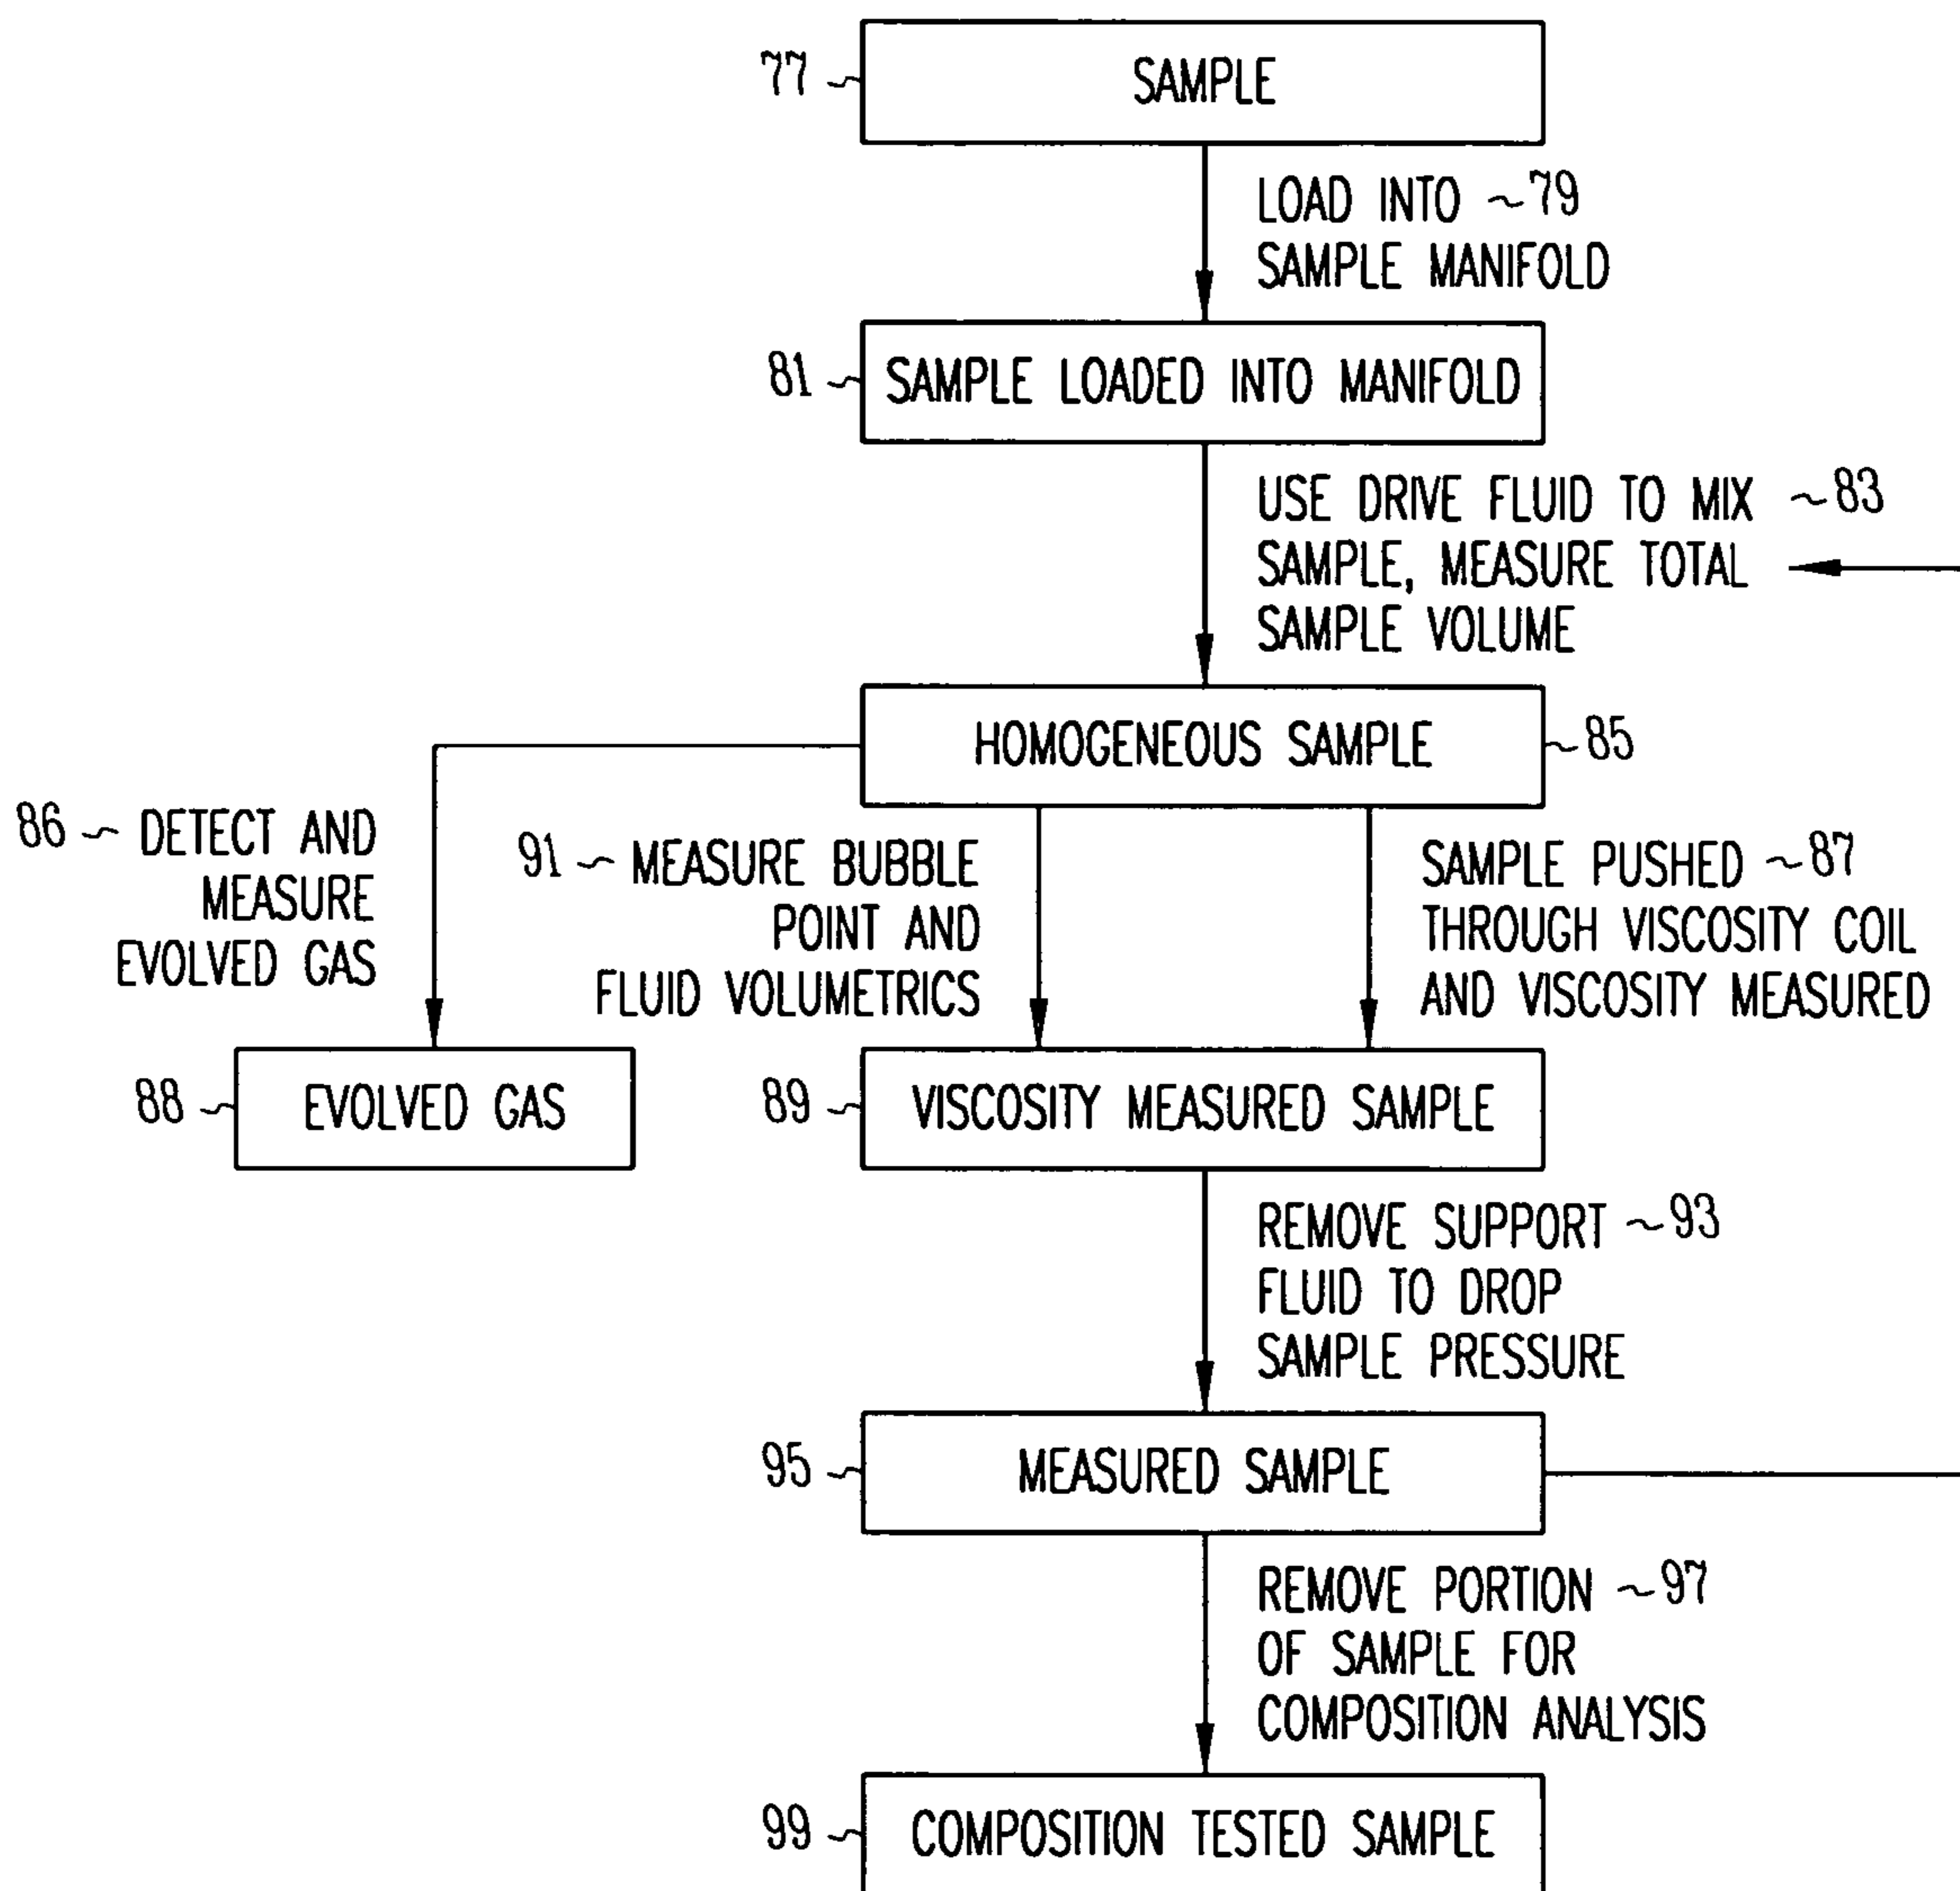 77
SAMPLE
LOAD INTO ~79
SAMPLE MANIFOLD
81
SAMPLE LOADED INTO MANIFOLD
USE DRIVE FLUID TO MIX ~83
SAMPLE, MEASURE TOTAL
SAMPLE VOLUME
HOMOGENEOUS SAMPLE
85
86 ~ DETECT AND
MEASURE
EVOLVED GAS
91 ~ MEASURE BUBBLE
POINT AND
FLUID VOLUMETRICS
SAMPLE PUSHED ~87
THROUGH VISCOSITY COIL
AND VISCOSITY MEASURED
88
EVOLVED GAS
89
VISCOSITY MEASURED SAMPLE
REMOVE SUPPORT ~93
FLUID TO DROP
SAMPLE PRESSURE
95
MEASURED SAMPLE
REMOVE PORTION ~97
OF SAMPLE FOR
COMPOSITION ANALYSIS
99
COMPOSITION TESTED SAMPLE